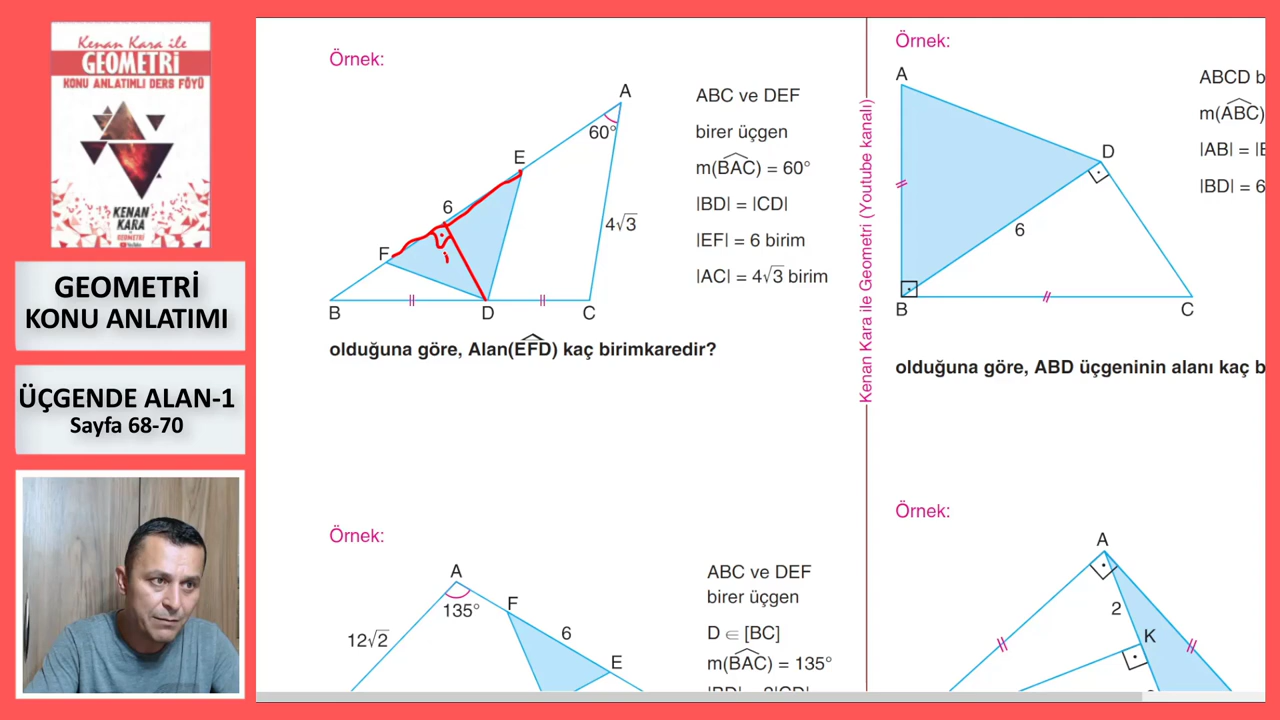 Kenan Kara ile
GEOMETRİ
KONU ANLATIMLI DERS FÖYÜ
KENAN
KARA
GEOMETRİ
KONU ANLATIMI
ÜÇGENDE ALAN-1
Sayfa 68-70
Örnek:
A
60°
E
6
F
4√3
B
D
C
ABC ve DEF
birer üçgen
m(BAC) = 60°
|BD| = |CD|
|EF| = 6 birim
|AC| = 4√3 birim
olduğuna göre, Alan(EFD) kaç birimkaredir?
Kenan Kara ile Geometri (Youtube kanalı)
Örnek:
A
D
6
B
C
ABCD b
m(ABC)
|AB| = |B
|BD| = 6
olduğuna göre, ABD üçgeninin alanı kaç b
Örnek:
A
135°
F
12√2
6
E
ABC ve DEF
birer üçgen
D ∈ [BC]
m(BAC) = 135°
|BD| = 2|CD|
Örnek:
A
2
K